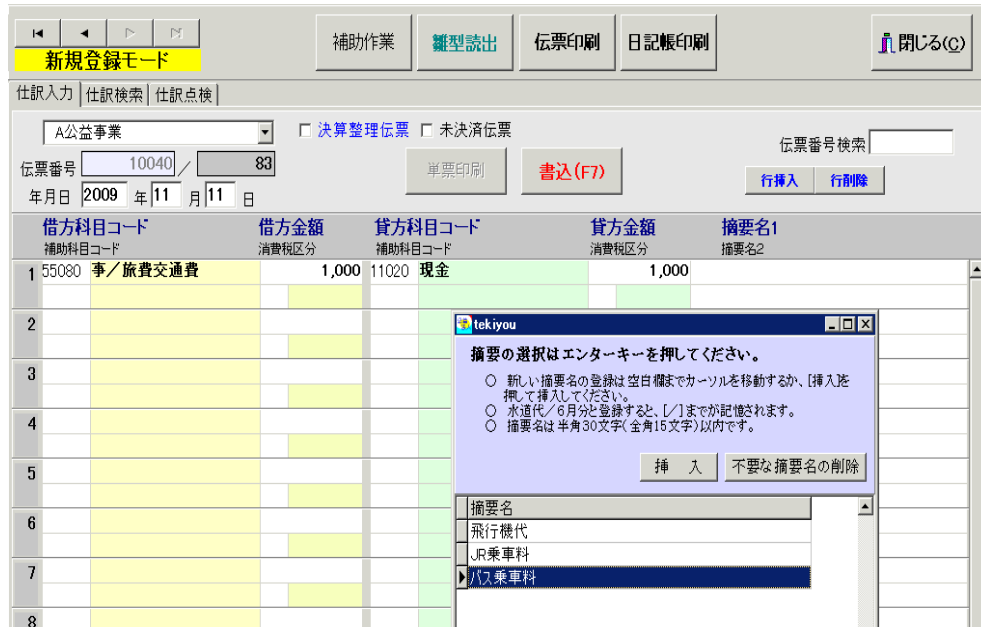 補助作業 雛型読出 伝票印刷 日記帳印刷 閉じる(C)
新規登録モード
仕訳入力 仕訳検索 仕訳点検
A公益事業 決算整理伝票 未決済伝票
伝票番号検索
伝票番号 10040 / 83
単票印刷 書込(F7)
行挿入 行削除
年月日 2009 年 11 月 11 日
借方科目コード 借方金額 貸方科目コード 貸方金額 摘要名1
補助科目コード 消費税区分 補助科目コード 消費税区分 摘要名2
1 55080 事/旅費交通費 1,000 11020 現金 1,000
2
3
4
5
6
7
8
tekiyou
摘要の選択はエンターキーを押してください。
○ 新しい摘要名の登録は空白欄までカーソルを移動するか、[挿入]を
押して挿入してください。
○ 水道代/6月分と登録すると、[/]までが記憶されます。
○ 摘要名は半角30文字(全角15文字)以内です。
挿 入 不要な摘要名の削除
摘要名
飛行機代
JR乗車料
バス乗車料